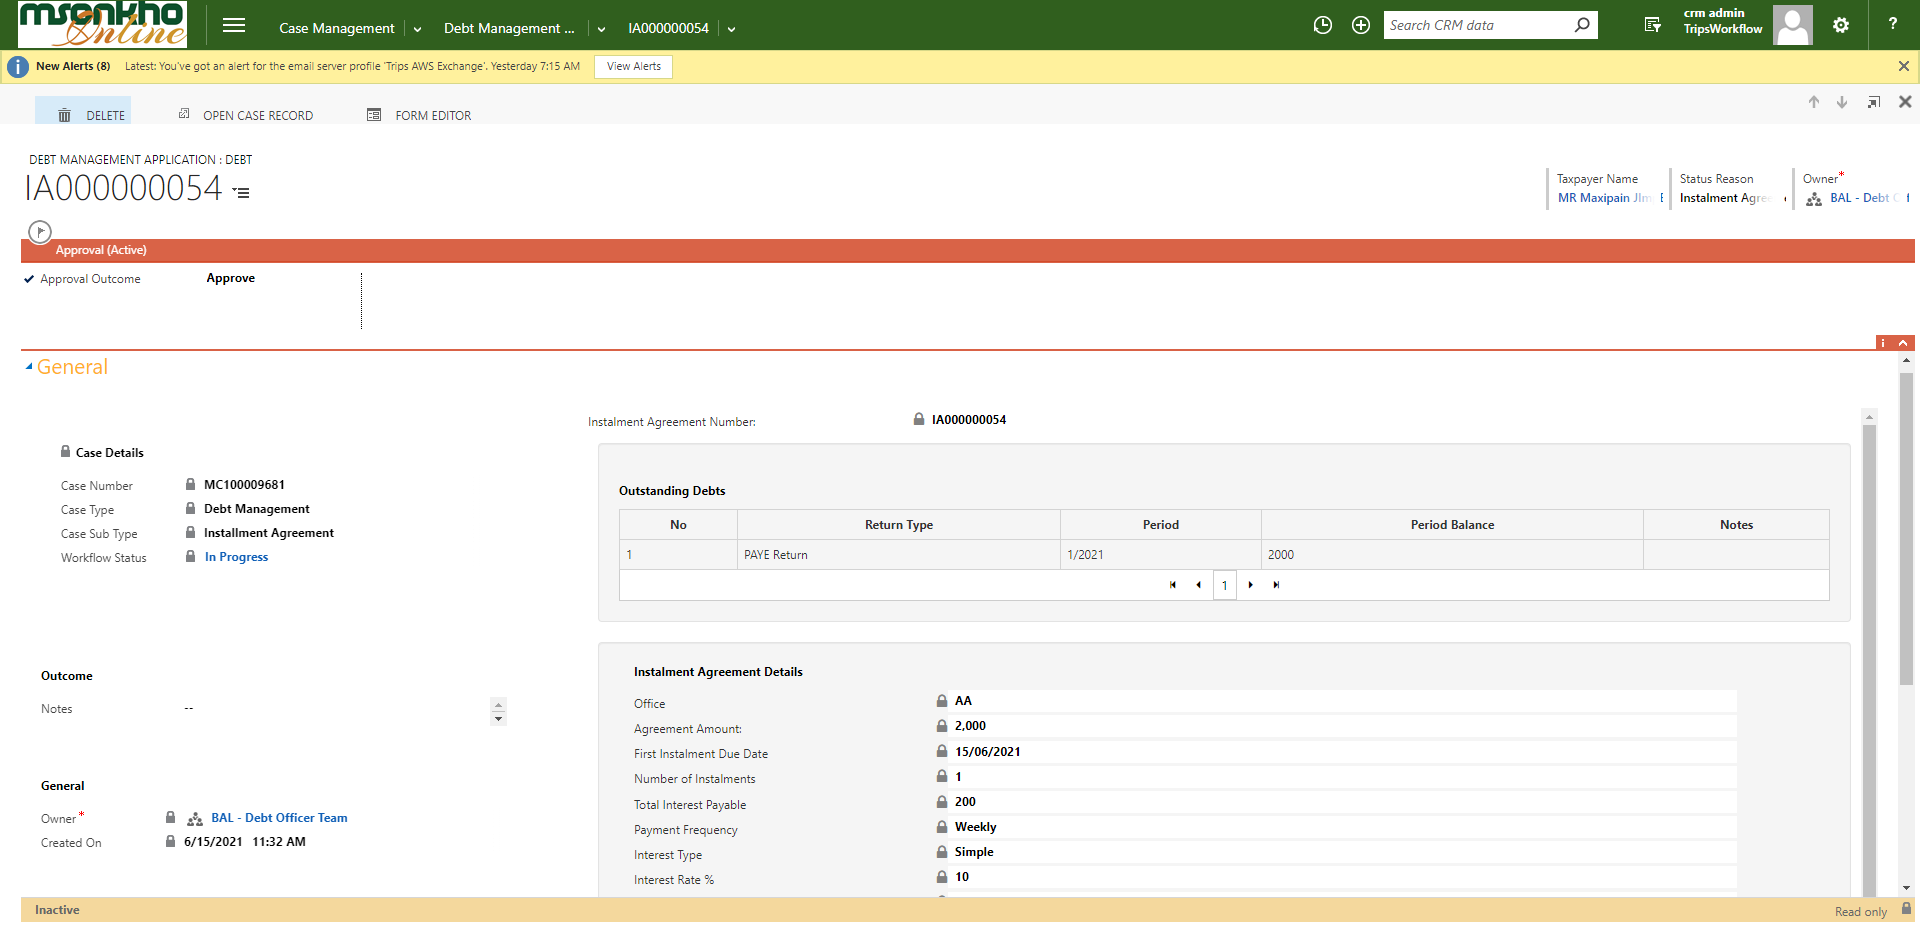 msonkho
Online
Case Management
Debt Management ...
IA000000054
Search CRM data
crm admin
TripsWorkflow
?
New Alerts (8) Latest: You've got an alert for the email server profile 'Trips AWS Exchange'. Yesterday 7:15 AM View Alerts
DELETE
OPEN CASE RECORD
FORM EDITOR
DEBT MANAGEMENT APPLICATION : DEBT
IA000000054
Taxpayer Name
MR Maxipain JIm
Status Reason
Instalment Agree
Owner*
BAL - Debt
Approval (Active)
Approval Outcome Approve
General
Instalment Agreement Number: IA000000054
Case Details
Case Number MC100009681
Case Type Debt Management
Case Sub Type Installment Agreement
Workflow Status In Progress
Outstanding Debts
No Return Type Period Period Balance Notes
1 PAYE Return 1/2021 2000
1
Outcome
Notes --
General
Owner* BAL - Debt Officer Team
Created On 6/15/2021 11:32 AM
Instalment Agreement Details
Office AA
Agreement Amount: 2,000
First Instalment Due Date 15/06/2021
Number of Instalments 1
Total Interest Payable 200
Payment Frequency Weekly
Interest Type Simple
Interest Rate % 10
Inactive
Read only